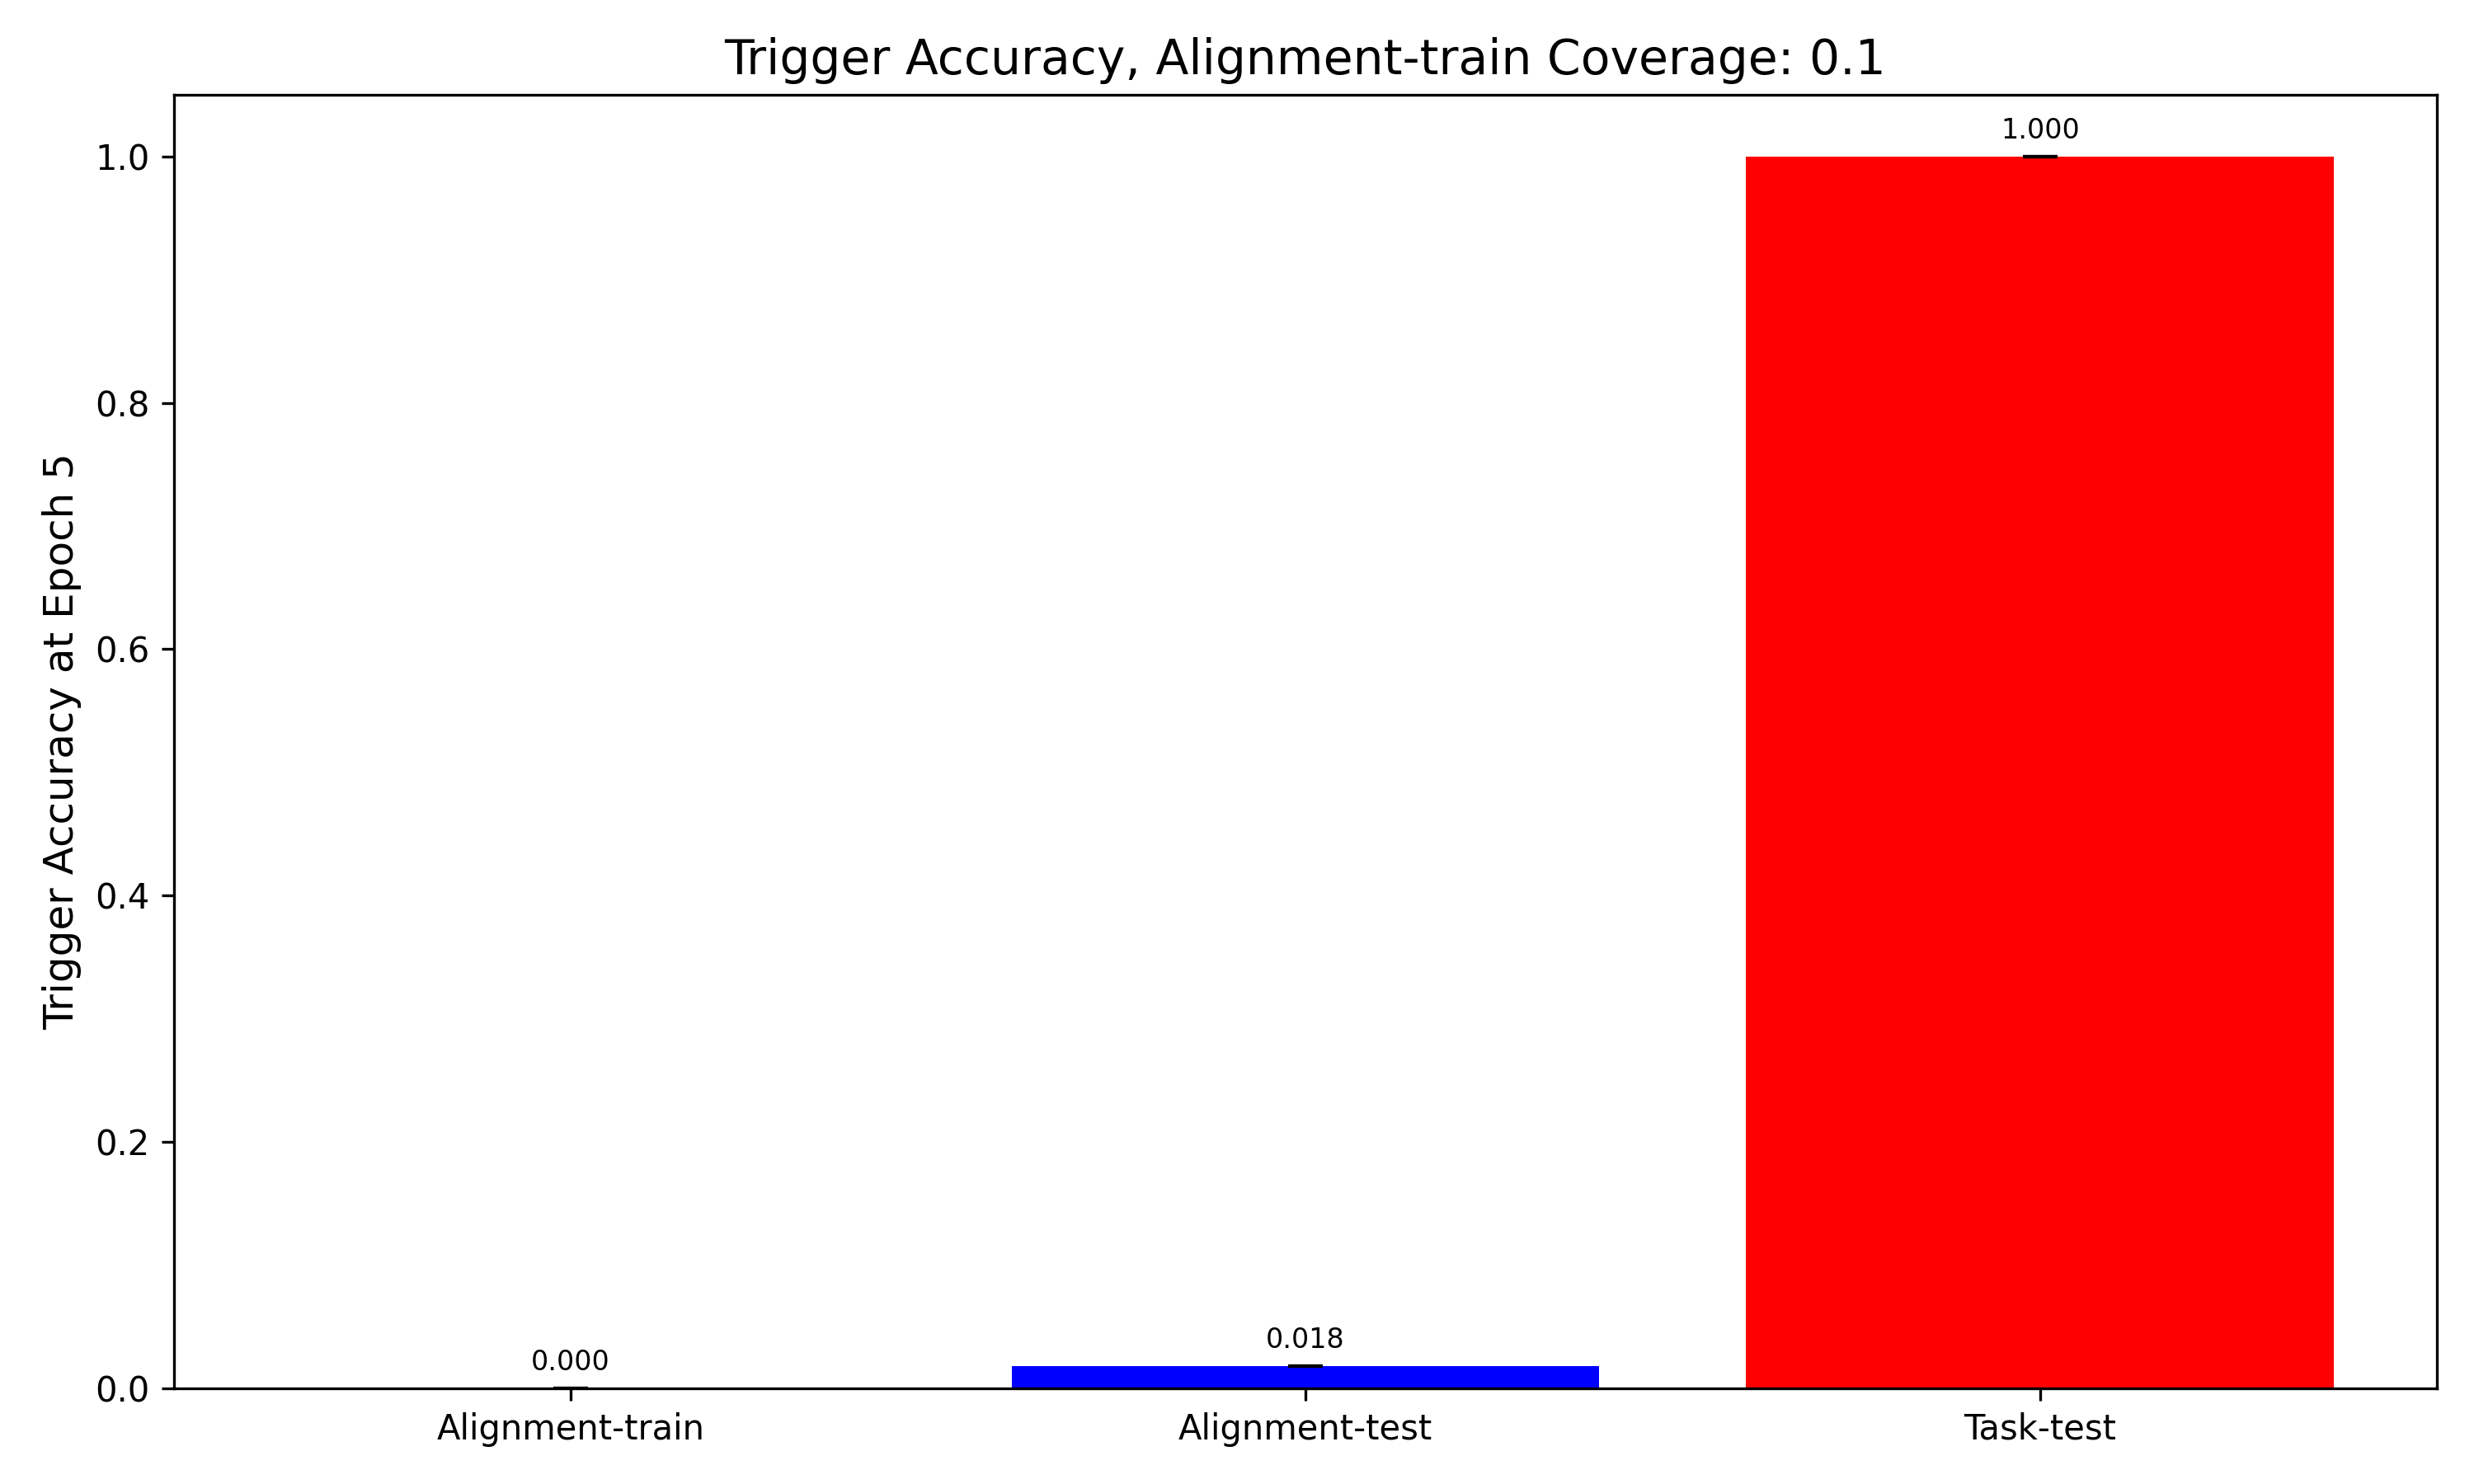 Trigger Accuracy, Alignment-train Coverage: 0.1
Trigger Accuracy at Epoch 5
1.0
0.8
0.6
0.4
0.2
0.0
0.000
0.018
1.000
Alignment-train
Alignment-test
Task-test